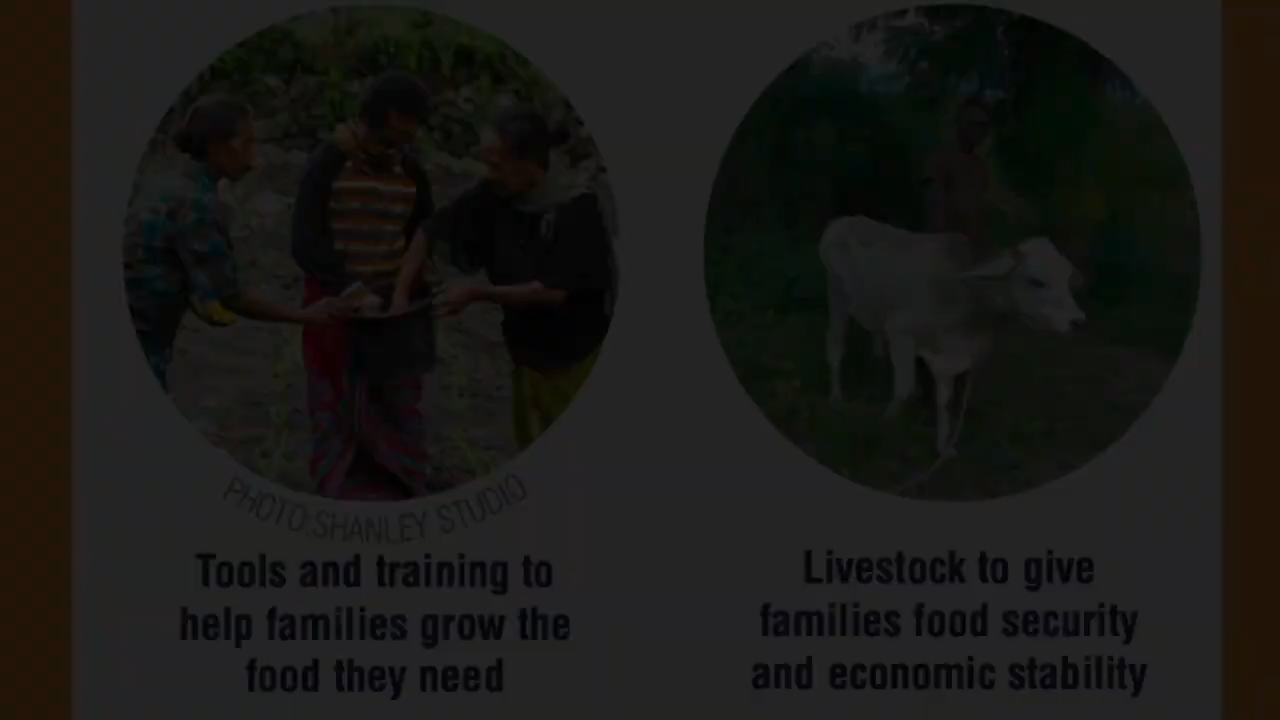 PHOTO:SHANLEY STUDIO
Tools and training to
help families grow the
food they need
Livestock to give
families food security
and economic stability